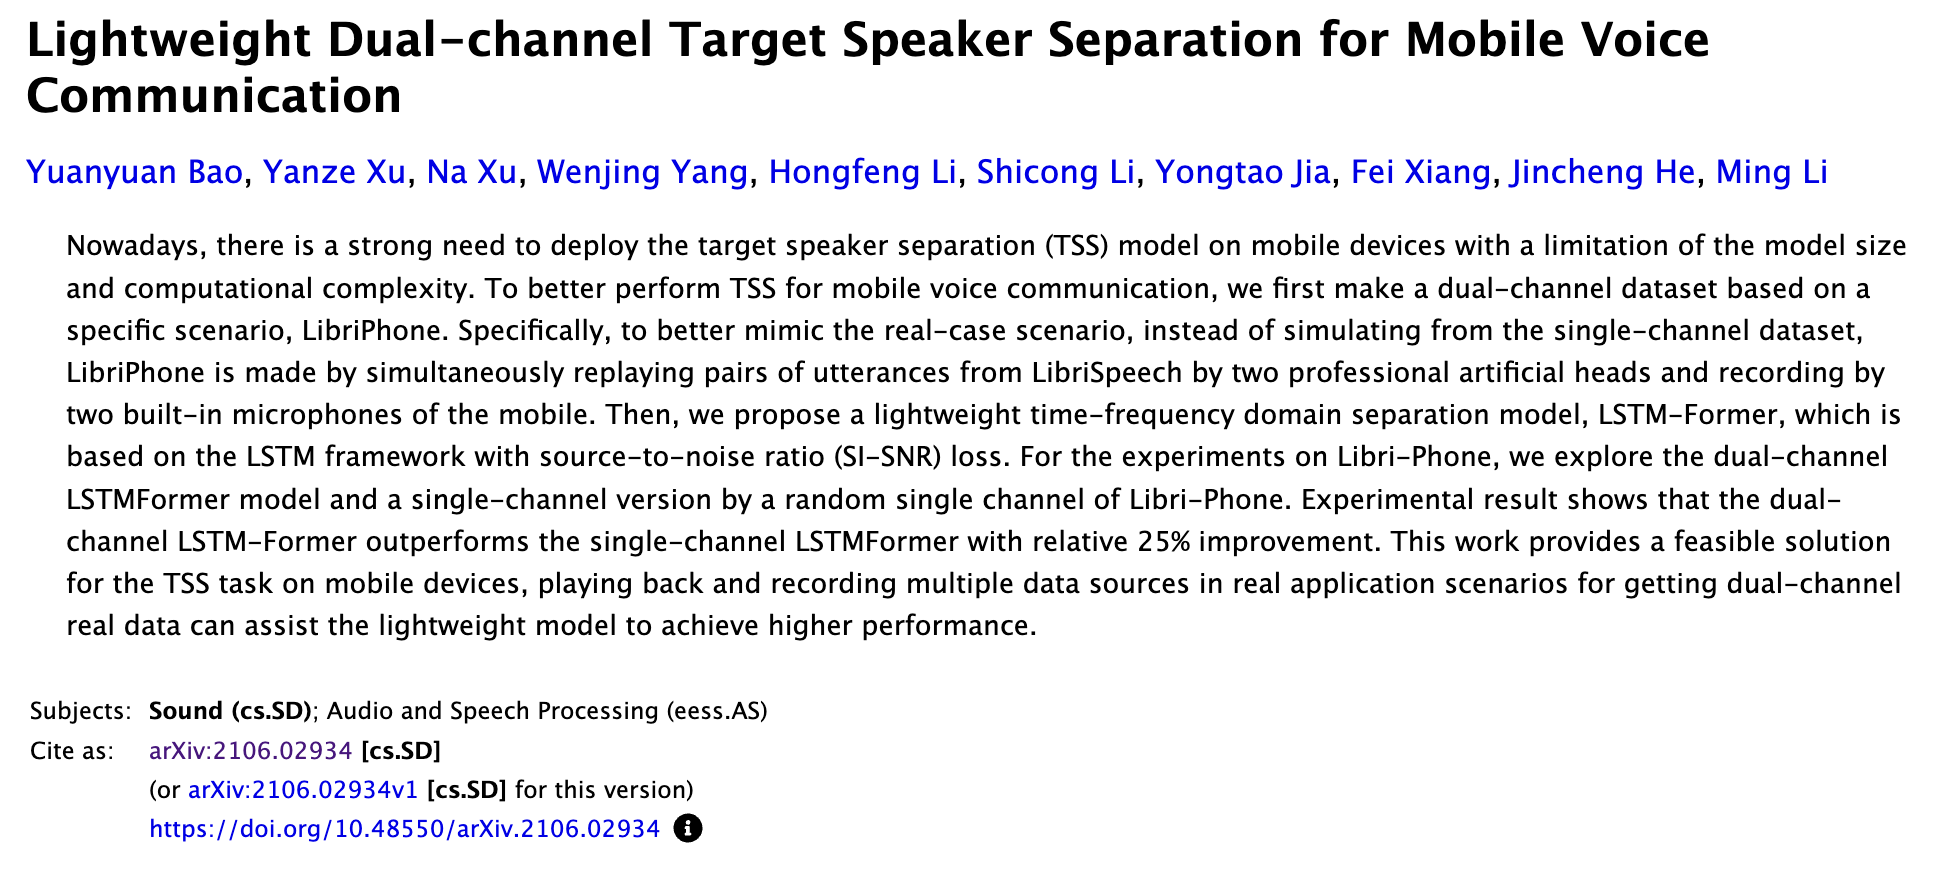 Lightweight Dual-channel Target Speaker Separation for Mobile Voice
Communication
Yuanyuan Bao, Yanze Xu, Na Xu, Wenjing Yang, Hongfeng Li, Shicong Li, Yongtao Jia, Fei Xiang, Jincheng He, Ming Li
Nowadays, there is a strong need to deploy the target speaker separation (TSS) model on mobile devices with a limitation of the model size
and computational complexity. To better perform TSS for mobile voice communication, we first make a dual-channel dataset based on a
specific scenario, LibriPhone. Specifically, to better mimic the real-case scenario, instead of simulating from the single-channel dataset,
LibriPhone is made by simultaneously replaying pairs of utterances from LibriSpeech by two professional artificial heads and recording by
two built-in microphones of the mobile. Then, we propose a lightweight time-frequency domain separation model, LSTM-Former, which is
based on the LSTM framework with source-to-noise ratio (SI-SNR) loss. For the experiments on Libri-Phone, we explore the dual-channel
LSTMFormer model and a single-channel version by a random single channel of Libri-Phone. Experimental result shows that the dual-
channel LSTM-Former outperforms the single-channel LSTMFormer with relative 25% improvement. This work provides a feasible solution
for the TSS task on mobile devices, playing back and recording multiple data sources in real application scenarios for getting dual-channel
real data can assist the lightweight model to achieve higher performance.
Subjects: Sound (cs.SD); Audio and Speech Processing (eess.AS)
Cite as: arXiv:2106.02934 [cs.SD]
(or arXiv:2106.02934v1 [cs.SD] for this version)
https://doi.org/10.48550/arXiv.2106.02934